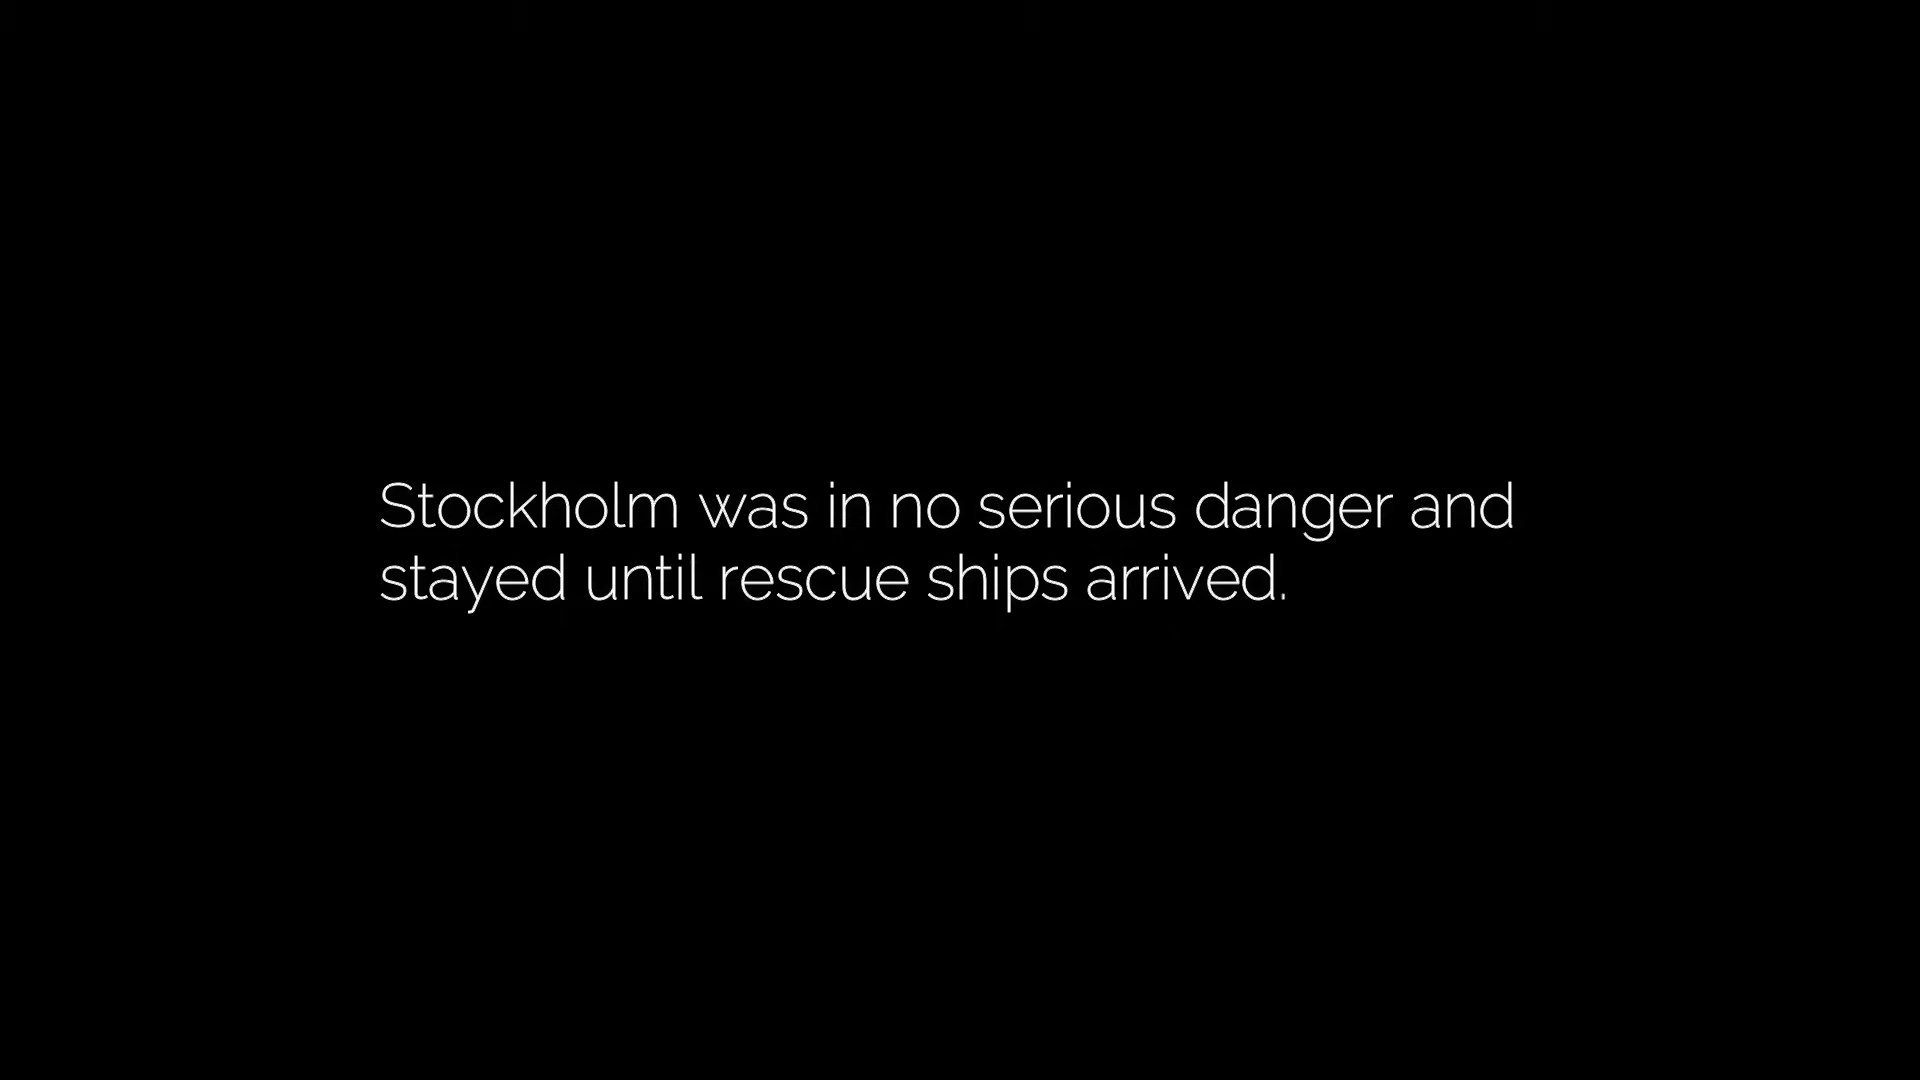 Stockholm was in no serious danger and
stayed until rescue ships arrived.